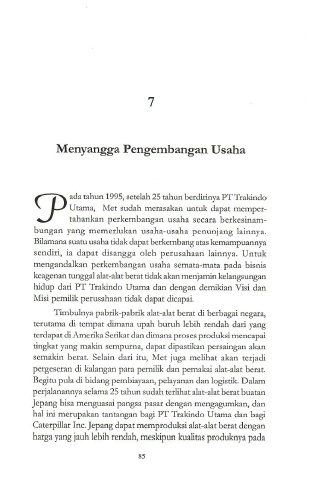 7
Menyangga Pengembangan Usaha
Pada tahun 1995, setelah 25 tahun berdirinya PT Trakindo
Utama, Met sudah merasakan untuk dapat memper-
tahankan perkembangan usaha secara berkesinam-
bungan yang memerlukan usaha-usaha penunjang lainnya.
Bilamana suatu usaha tidak dapat berkembang atas kemampuannya
sendiri, ia dapat disangga oleh perusahaan lainnya. Untuk
mengandalkan perkembangan usaha semata-mata pada bisnis
keagenan tunggal alat-alat berat tidak akan menjamin kelangsungan
hidup dari PT Trakindo Utama dan dengan demikian Visi dan
Misi pemilik perusahaan tidak dapat dicapai.
Timbulnya pabrik-pabrik alat-alat berat di berbagai negara,
terutama di tempat dimana upah buruh lebih rendah dari yang
terdapat di Amerika Serikat dan dimana proses produksi mencapai
tingkat yang makin sempurna, dapat dipastikan persaingan akan
semakin berat. Selain dari itu, Met juga melihat akan terjadi
pergeseran di kalangan para pemilik dan pemakai alat-alat berat.
Begitu pula di bidang pembiayaan, pelayanan dan logistik. Dalam
perjalanannya selama 25 tahun sudah terlihat alat-alat berat buatan
Jepang bisa menguasai pangsa pasar dengan mengagumkan, dan
hal ini merupakan tantangan bagi PT Trakindo Utama dan bagi
Caterpillar Inc. Jepang dapat memproduksi alat-alat berat dengan
harga yang jauh lebih rendah, meskipun kualitas produknya pada
85